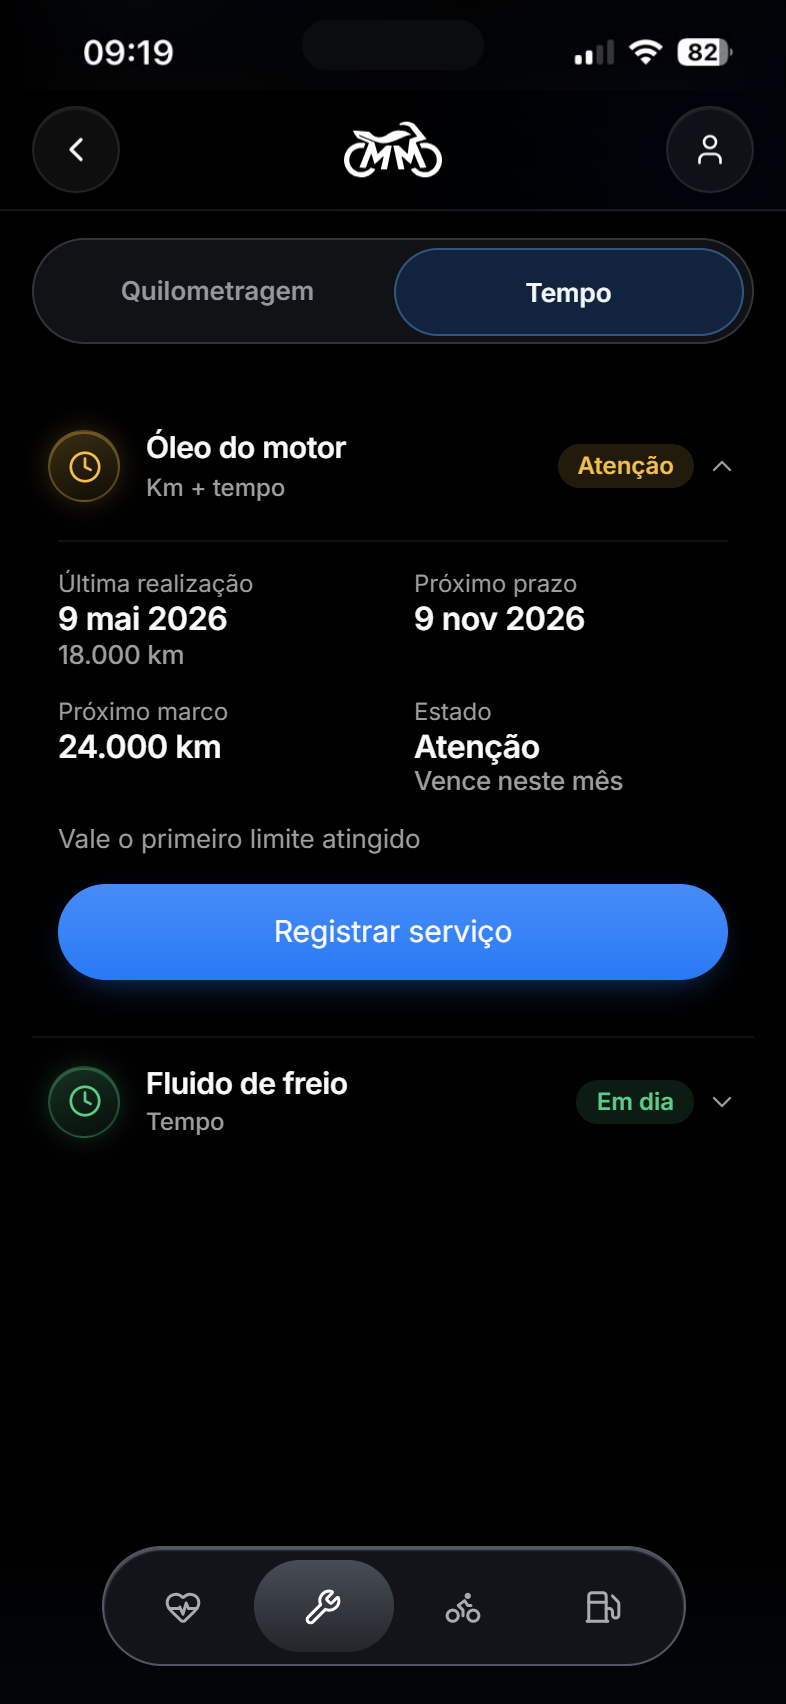 09:19
82
MM
Quilometragem
Tempo
Óleo do motor
Km + tempo
Atenção
Última realização
9 mai 2026
18.000 km
Próximo prazo
9 nov 2026
Próximo marco
24.000 km
Estado
Atenção
Vence neste mês
Vale o primeiro limite atingido
Registrar serviço
Fluido de freio
Tempo
Em dia